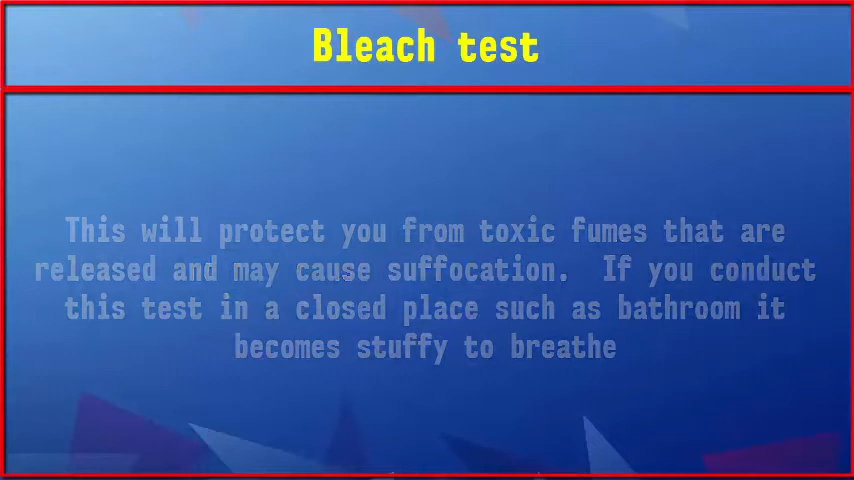 Bleach test
This will protect you from toxic fumes that are
released and may cause suffocation.  If you conduct
this test in a closed place such as bathroom it
becomes stuffy to breathe